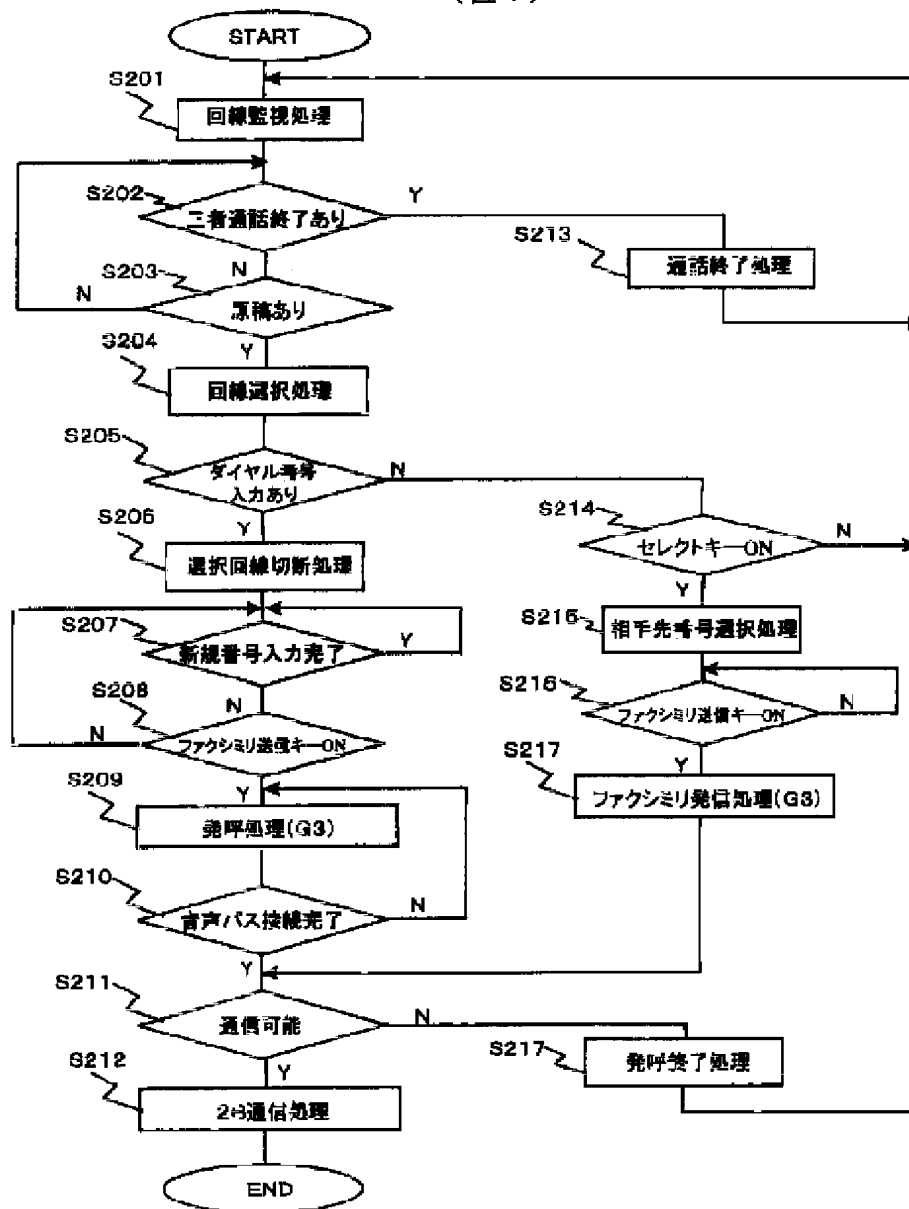 START
S201
回線監視処理
S202
三者通話終了あり
Y
N
S213
通話終了処理
S203
原稿あり
N
Y
S204
回線選択処理
S205
ダイヤル番号
入力あり
N
Y
S206
選択回線切断処理
S214
セレクトキーON
N
Y
S207
新規番号入力完了
Y
N
S215
相手先番号選択処理
S208
ファクシミリ送信キーON
N
Y
S216
ファクシミリ送信キーON
N
Y
S209
発呼処理(G3)
S217
ファクシミリ発信処理(G3)
S210
音声パス接続完了
N
Y
S211
通信可能
N
Y
S217
発呼終了処理
S212
2B通信処理
END